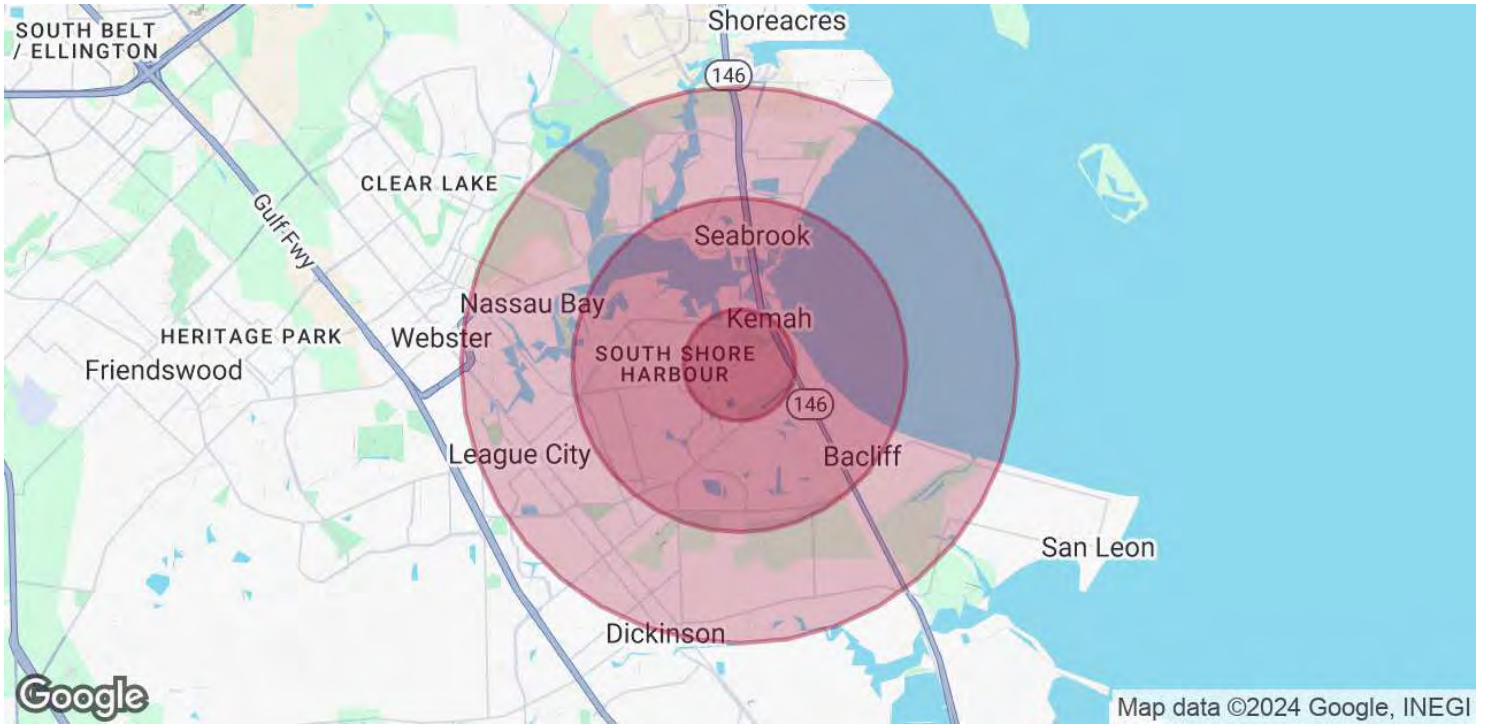 SOUTH BELT
/ ELLINGTON
Shoreacres
146
CLEAR LAKE
Gulf Fwy
Seabrook
Nassau Bay
Kemah
HERITAGE PARK
Webster
SOUTH SHORE
HARBOUR
Friendswood
146
League City
Bacliff
San Leon
Dickinson
Google
Map data ©2024 Google, INEGI